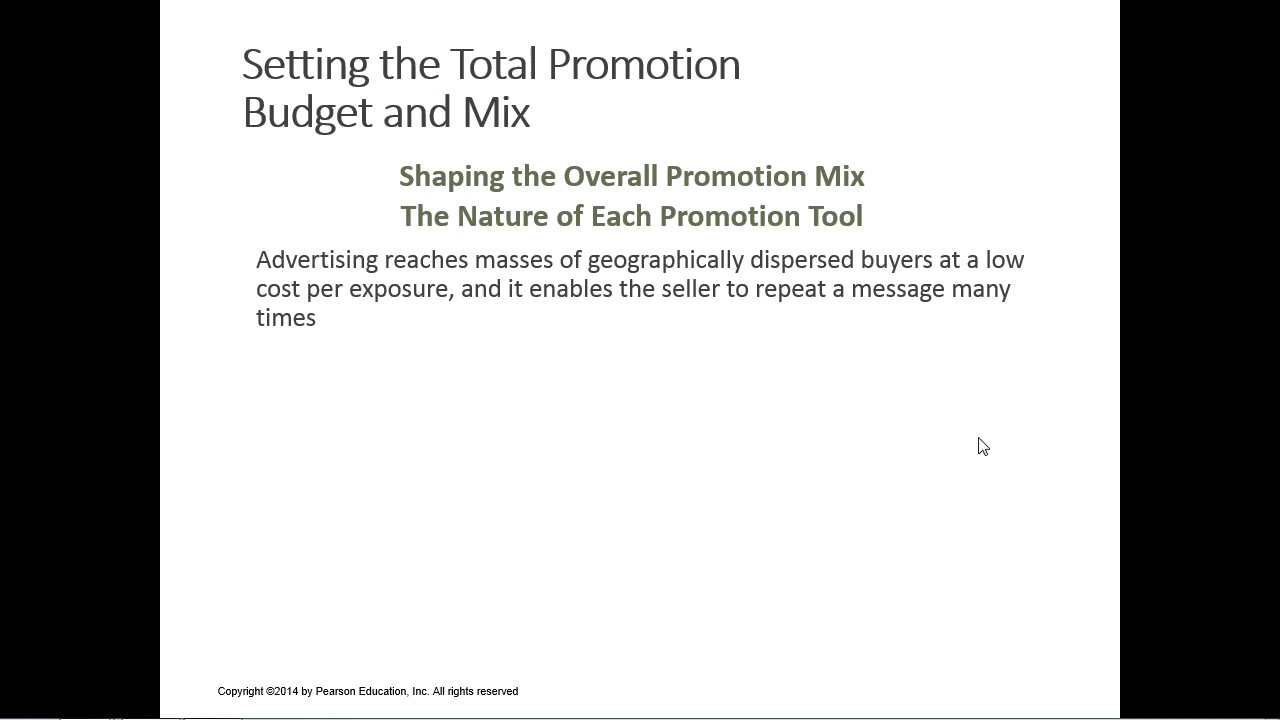 Setting the Total Promotion
Budget and Mix
Shaping the Overall Promotion Mix
The Nature of Each Promotion Tool
Advertising reaches masses of geographically dispersed buyers at a low
cost per exposure, and it enables the seller to repeat a message many
times
Copyright ©2014 by Pearson Education, Inc. All rights reserved